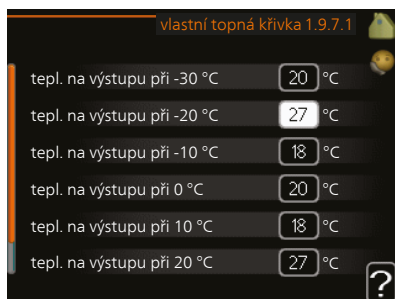 vlastní topná křivka 1.9.7.1
tepl. na výstupu při -30 °C 20 °C
tepl. na výstupu při -20 °C 27 °C
tepl. na výstupu při -10 °C 18 °C
tepl. na výstupu při 0 °C 20 °C
tepl. na výstupu při 10 °C 18 °C
tepl. na výstupu při 20 °C 27 °C
?